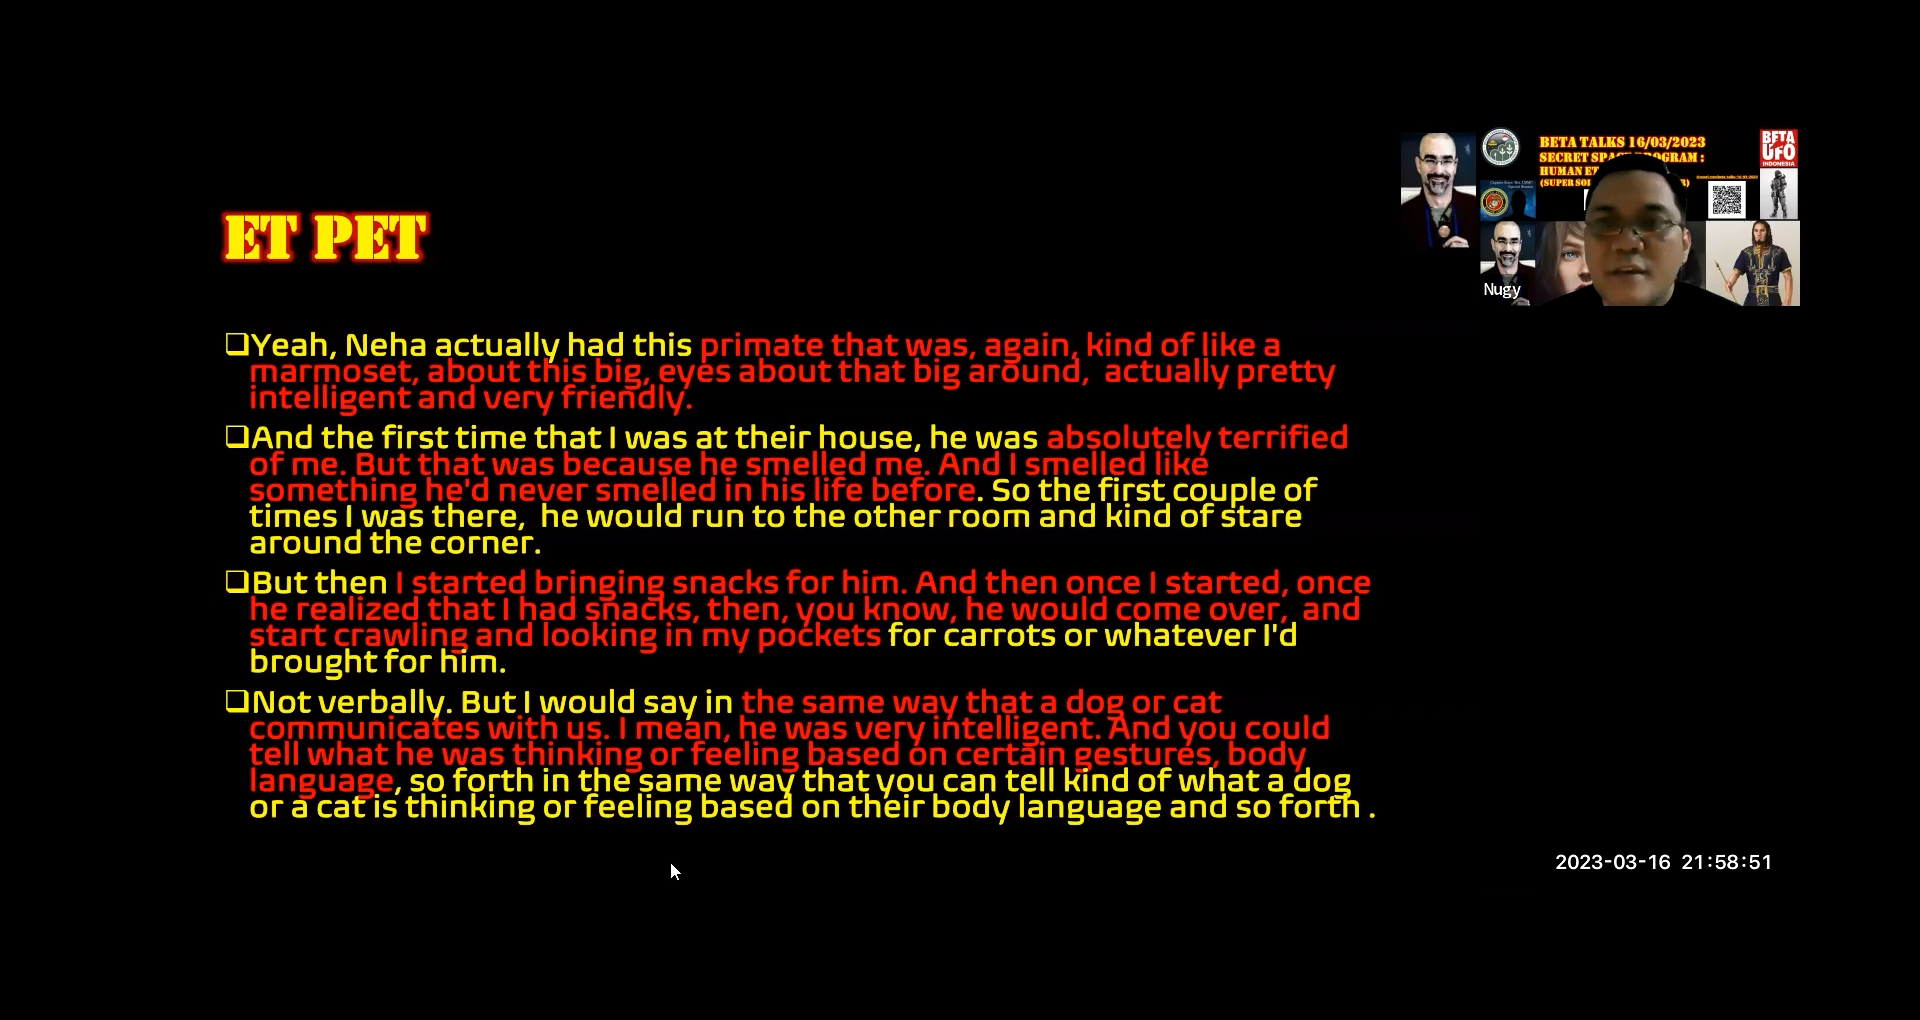 BETA TALKS 16/03/2023
SECRET SPACE PROGRAM :
HUMAN ET
(SUPER
BETA
UFO
INDONESIA
Nugy
ET PET
❑Yeah, Neha actually had this primate that was, again, kind of like a
marmoset, about this big, eyes about that big around, actually pretty
intelligent and very friendly.
❑And the first time that I was at their house, he was absolutely terrified
of me. But that was because he smelled me. And I smelled like
something he'd never smelled in his life before. So the first couple of
times I was there, he would run to the other room and kind of stare
around the corner.
❑But then I started bringing snacks for him. And then once I started, once
he realized that I had snacks, then, you know, he would come over, and
start crawling and looking in my pockets for carrots or whatever I'd
brought for him.
❑Not verbally. But I would say in the same way that a dog or cat
communicates with us. I mean, he was very intelligent. And you could
tell what he was thinking or feeling based on certain gestures, body
language, so forth in the same way that you can tell kind of what a dog
or a cat is thinking or feeling based on their body language and so forth .
2023-03-16 21:58:51